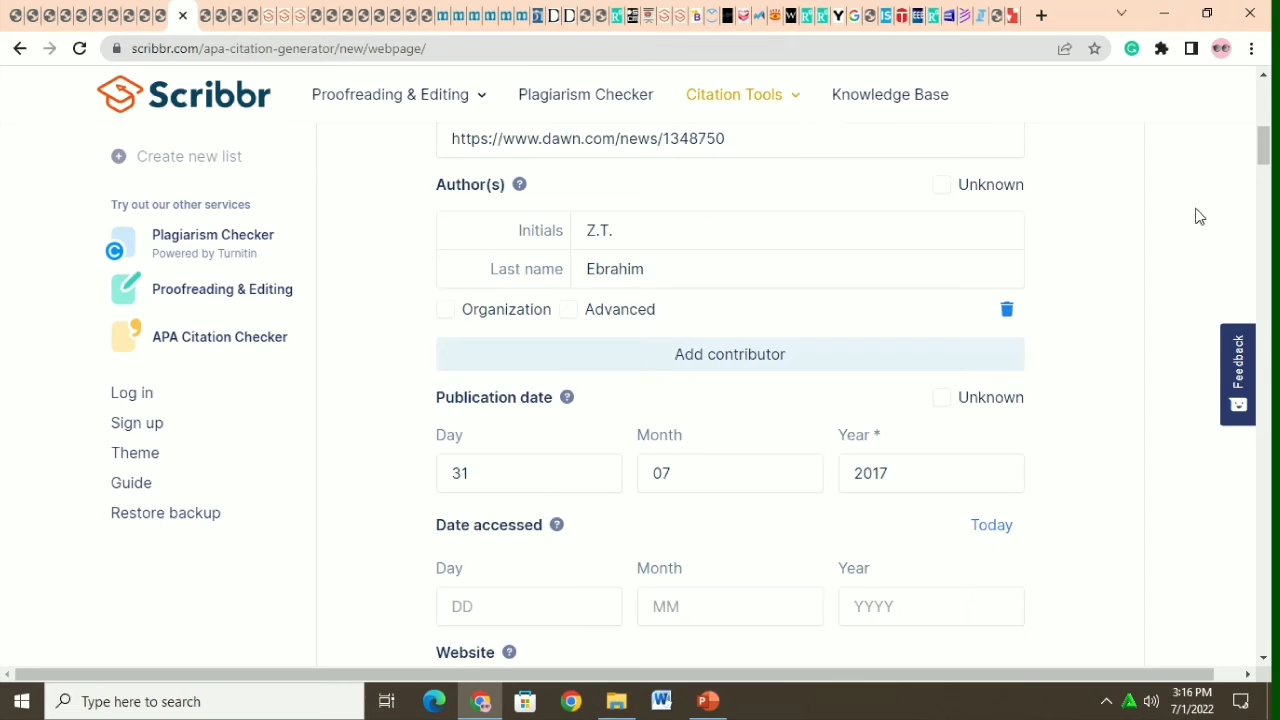 scribbr.com/apa-citation-generator/new/webpage/
Scribbr
Proofreading & Editing
Plagiarism Checker
Citation Tools
Knowledge Base
https://www.dawn.com/news/1348750
Create new list
Author(s)
Unknown
Try out our other services
Plagiarism Checker
Powered by Turnitin
Initials
Z.T.
Last name
Ebrahim
Proofreading & Editing
Organization
Advanced
APA Citation Checker
Add contributor
Feedback
Log in
Publication date
Unknown
Sign up
Day
Month
Year *
Theme
31
07
2017
Guide
Restore backup
Date accessed
Today
Day
Month
Year
DD
MM
YYYY
Website
Type here to search
3:16 PM
7/1/2022